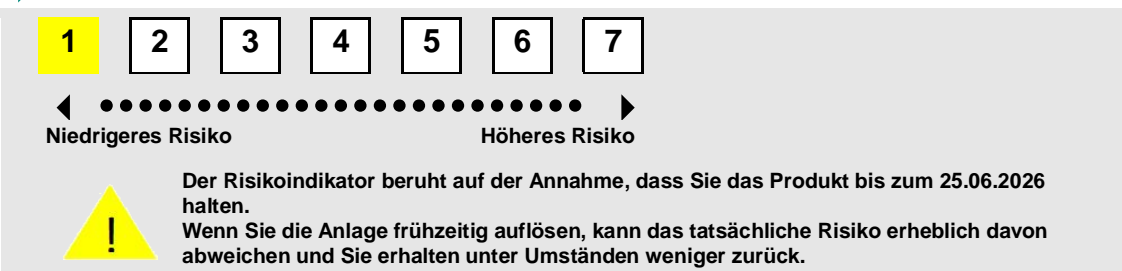 1 2 3 4 5 6 7
Niedrigeres Risiko Höheres Risiko
Der Risikoindikator beruht auf der Annahme, dass Sie das Produkt bis zum 25.06.2026
halten.
Wenn Sie die Anlage frühzeitig auflösen, kann das tatsächliche Risiko erheblich davon
abweichen und Sie erhalten unter Umständen weniger zurück.
!